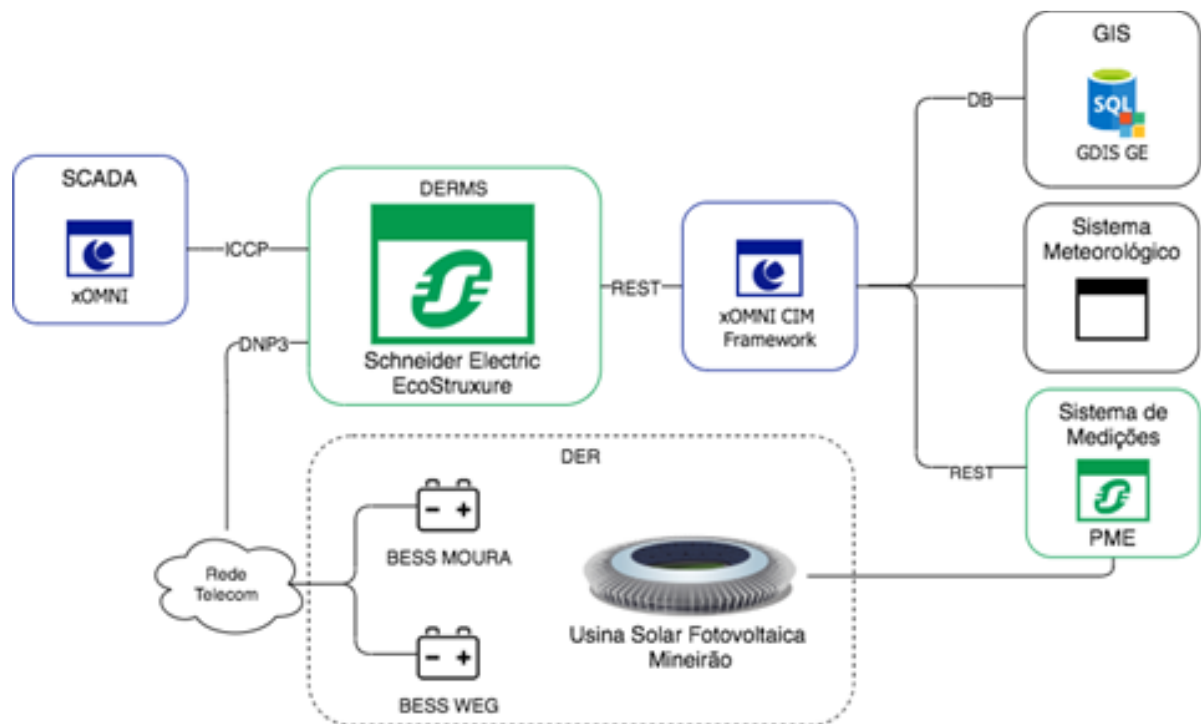 GIS
SQL
GDIS GE
DB
SCADA
xOMNI
ICCP
DERMS
Schneider Electric
EcoStruxure
REST
xOMNI CIM
Framework
Sistema
Meteorológico
DNP3
Sistema de
Medições
PME
REST
DER
BESS MOURA
Rede
Telecom
Usina Solar Fotovoltaica
Mineirão
BESS WEG